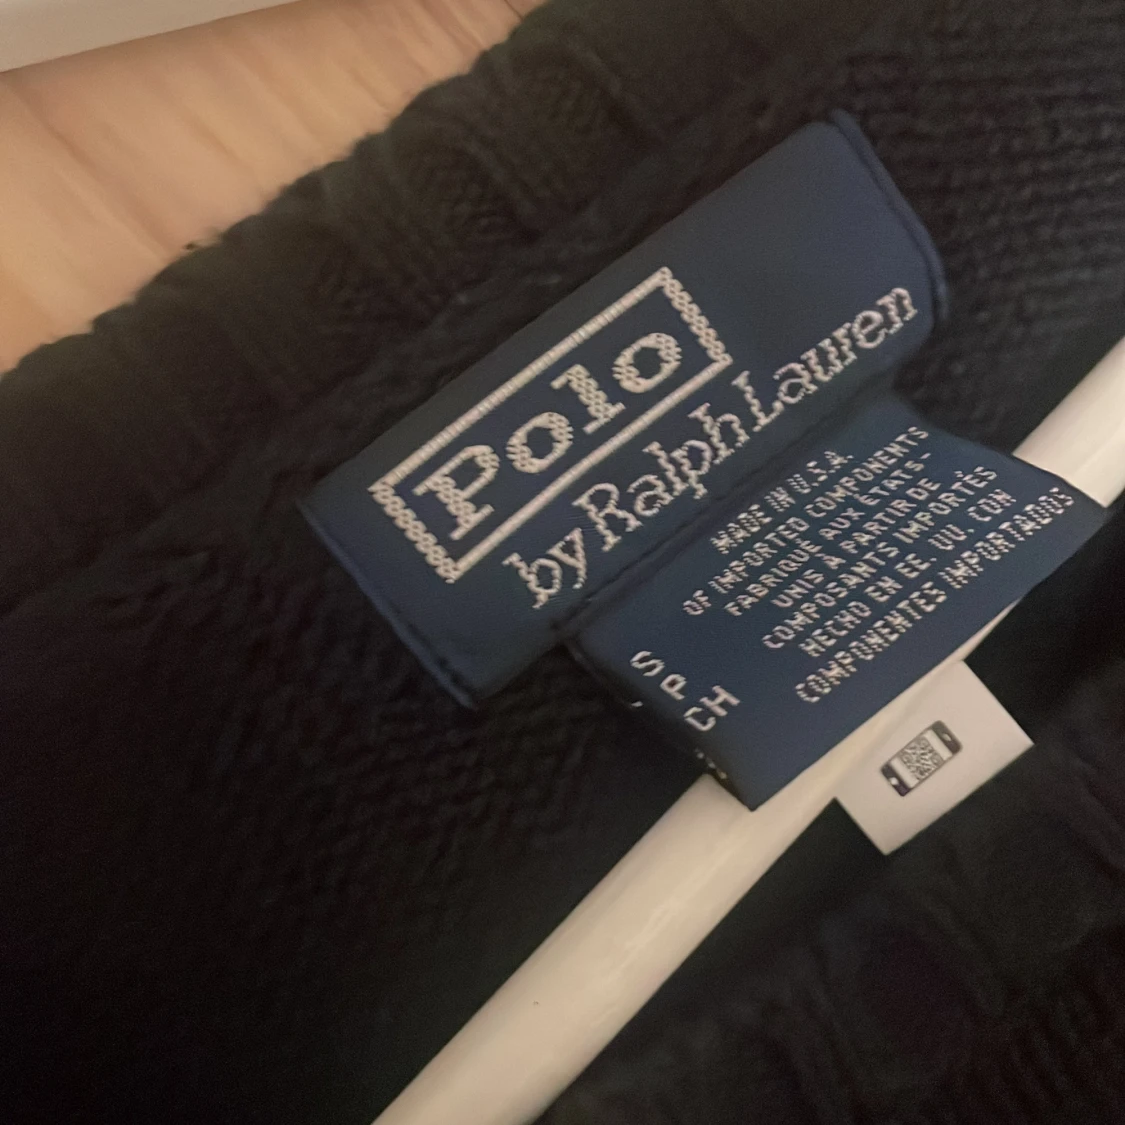 Polo
by Ralph Lauren
MADE IN U.S.A.
OF IMPORTED COMPONENTS
FABRIQUE AUX ÉTATS-
UNIS À PARTIR DE
COMPOSANTS IMPORTÉS
HECHO EN EE. UU. CON
COMPONENTES IMPORTADOS
S
P
CH